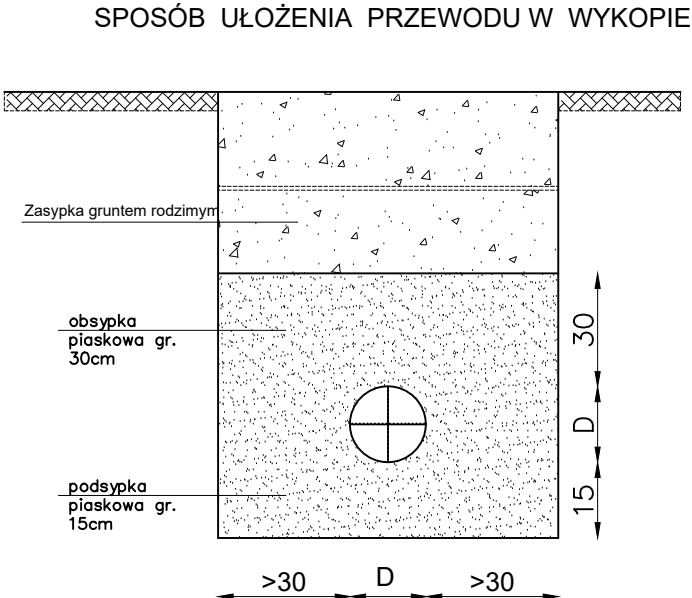 SPOSÓB UŁOŻENIA PRZEWODU W WYKOPIE
Zasypka gruntem rodzimym
obsypka
piaskowa gr.
30cm
30
D
podsypka
piaskowa gr.
15cm
15
>30
D
>30